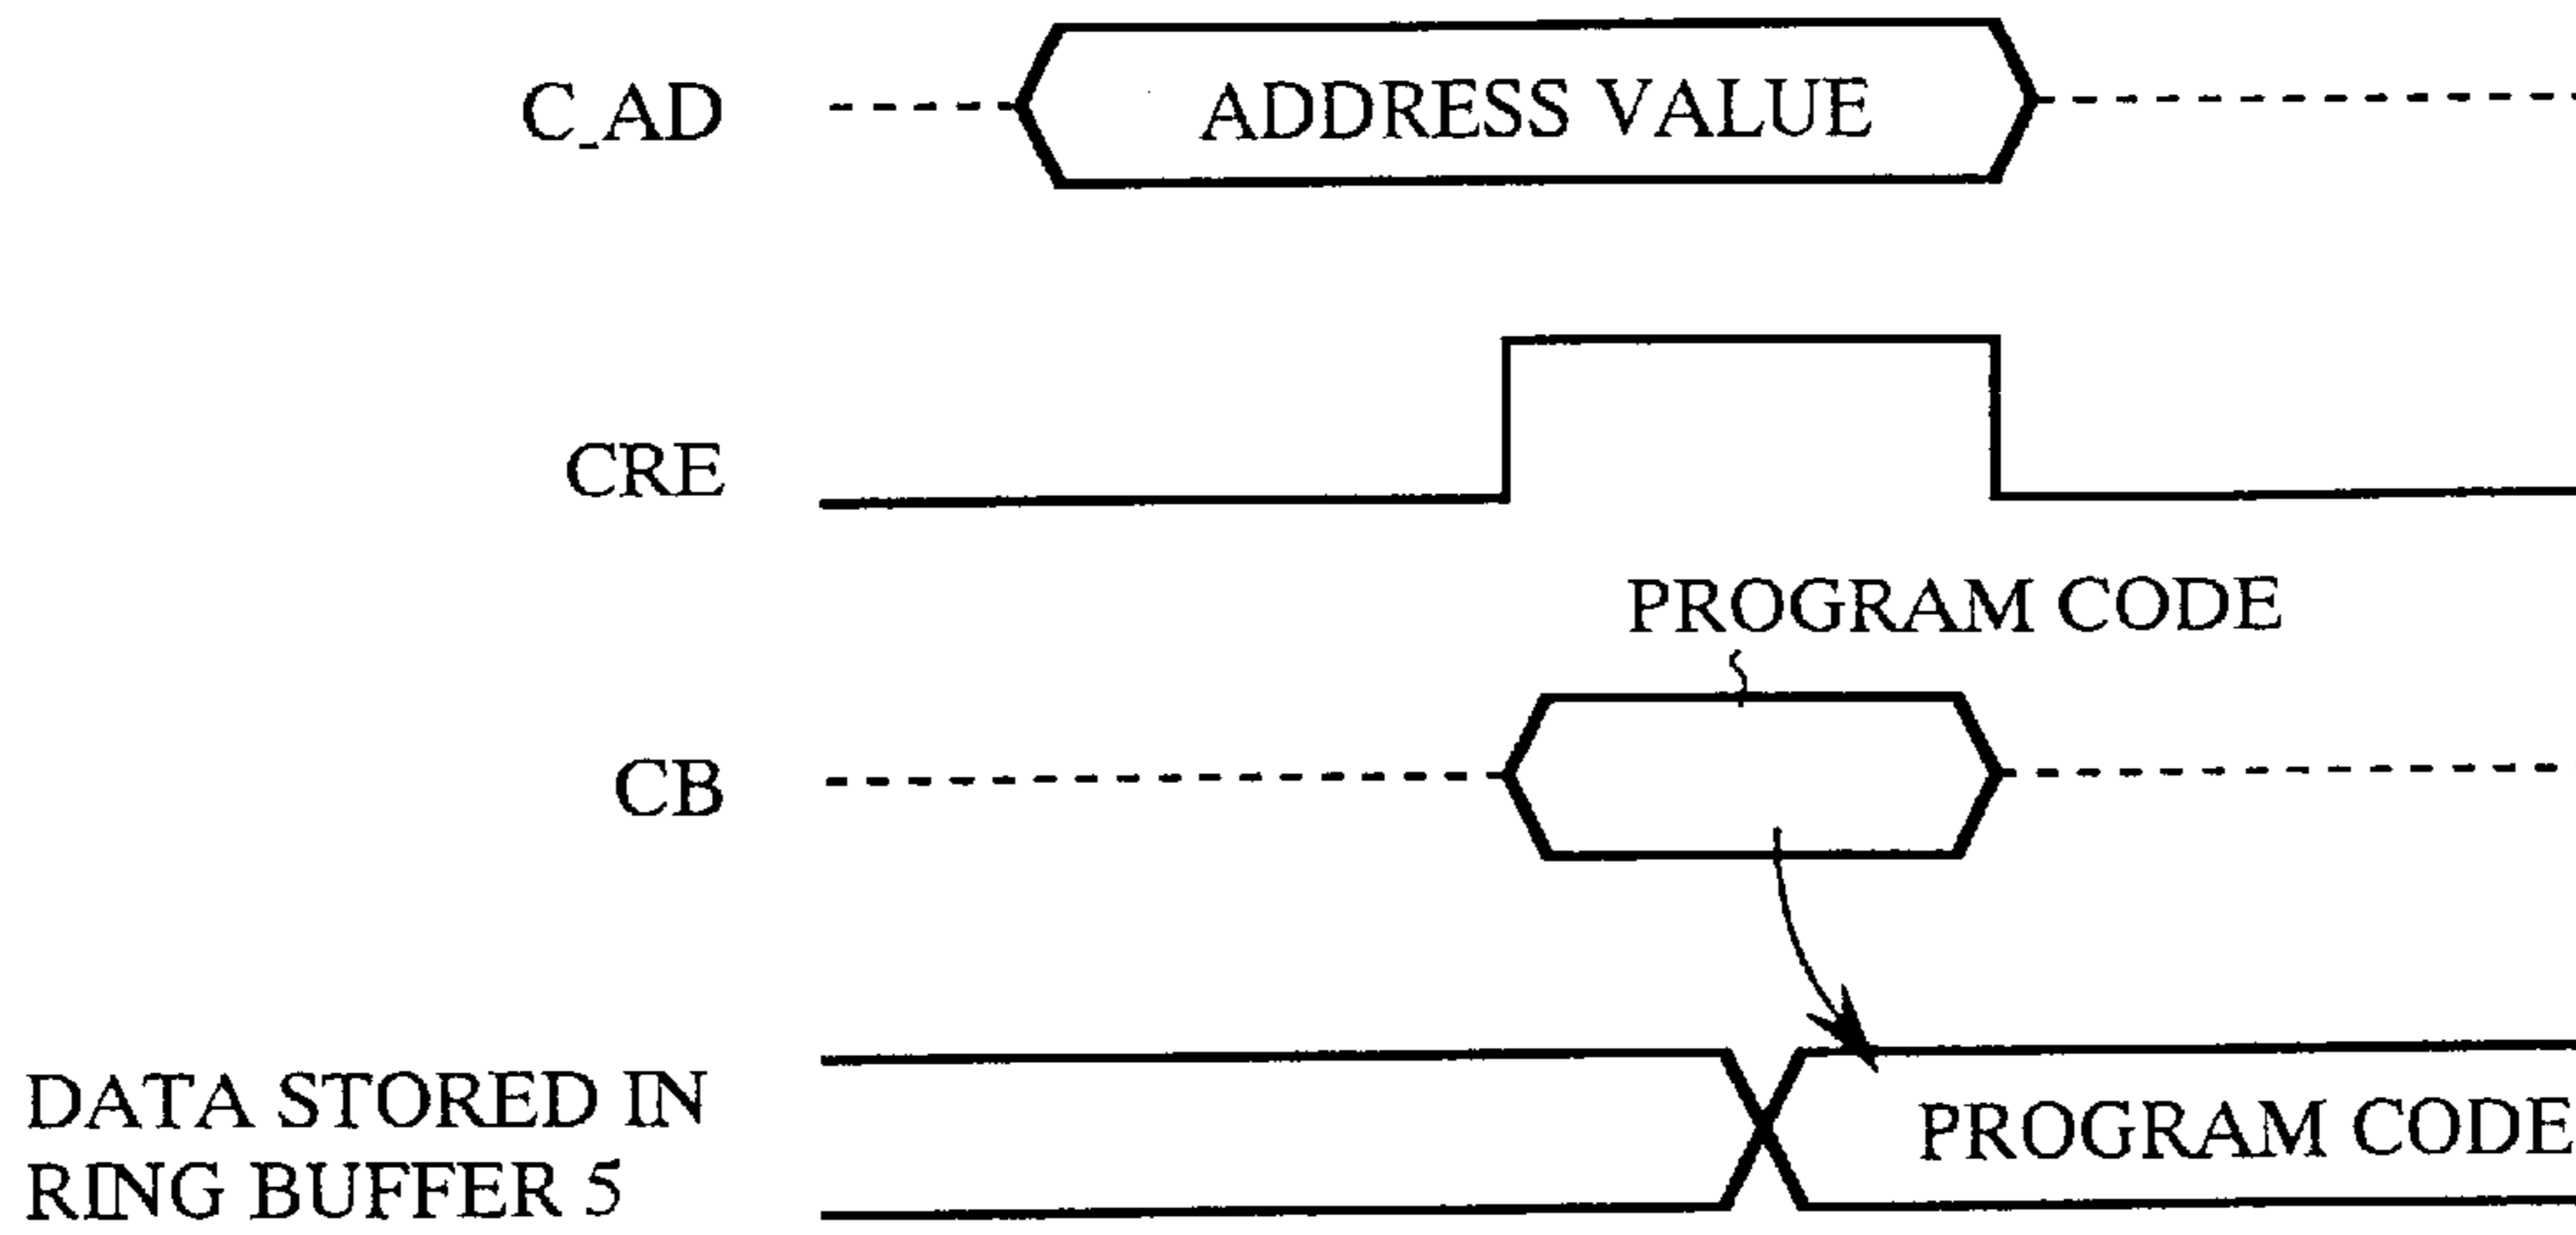 C_AD
ADDRESS VALUE
CRE
PROGRAM CODE
CB
DATA STORED IN
RING BUFFER 5
PROGRAM CODE